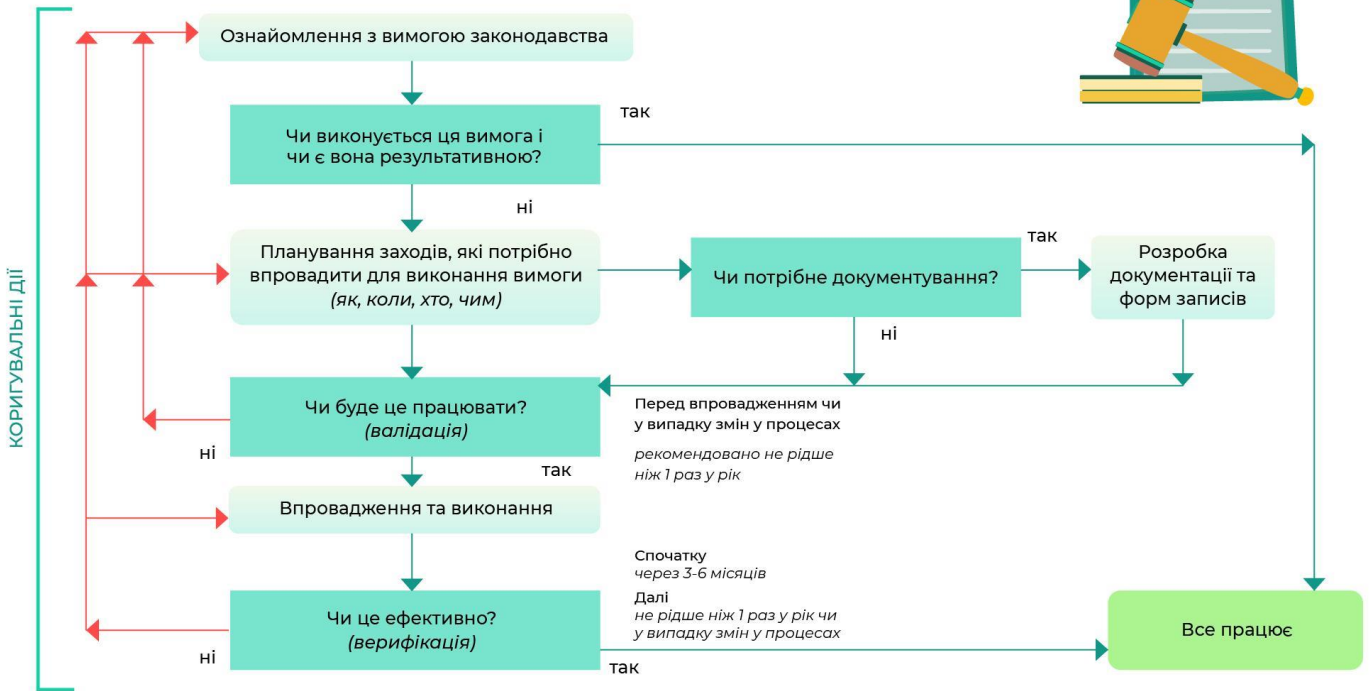 КОРИГУВАЛЬНІ ДІЇ
Ознайомлення з вимогою законодавства
Чи виконується ця вимога і
чи є вона результативною?
так
ні
Планування заходів, які потрібно
впровадити для виконання вимоги
(як, коли, хто, чим)
Чи потрібне документування?
так
Розробка
документації та
форм записів
ні
Чи буде це працювати?
(валідація)
ні
так
Перед впровадженням чи
у випадку змін у процесах
рекомендовано не рідше
ніж 1 раз у рік
Впровадження та виконання
Спочатку
через 3-6 місяців
Далі
не рідше ніж 1 раз у рік чи
у випадку змін у процесах
Чи це ефективно?
(верифікація)
ні
так
Все працює